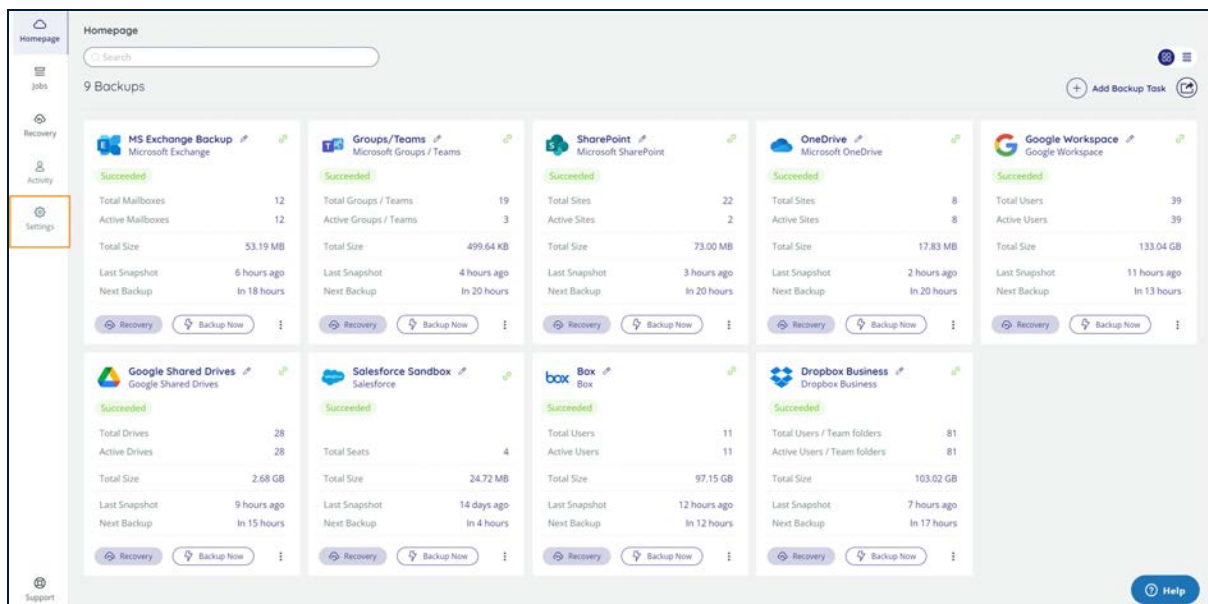 Homepage
Jobs
Recovery
Activity
Settings
Support
Homepage
Search
9 Backups
Add Backup Task
MS Exchange Backup
Microsoft Exchange
Succeeded
Total Mailboxes 12
Active Mailboxes 12
Total Size 53.19 MB
Last Snapshot 6 hours ago
Next Backup In 18 hours
Recovery Backup Now
Groups/Teams
Microsoft Groups / Teams
Succeeded
Total Groups / Teams 19
Active Groups / Teams 3
Total Size 499.64 KB
Last Snapshot 4 hours ago
Next Backup In 20 hours
Recovery Backup Now
SharePoint
Microsoft SharePoint
Succeeded
Total Sites 22
Active Sites 2
Total Size 73.00 MB
Last Snapshot 3 hours ago
Next Backup In 20 hours
Recovery Backup Now
OneDrive
Microsoft OneDrive
Succeeded
Total Sites 8
Active Sites 8
Total Size 17.83 MB
Last Snapshot 2 hours ago
Next Backup In 20 hours
Recovery Backup Now
Google Workspace
Google Workspace
Succeeded
Total Users 39
Active Users 39
Total Size 133.04 GB
Last Snapshot 11 hours ago
Next Backup In 13 hours
Recovery Backup Now
Google Shared Drives
Google Shared Drives
Succeeded
Total Drives 28
Active Drives 28
Total Size 2.68 GB
Last Snapshot 9 hours ago
Next Backup In 15 hours
Recovery Backup Now
Salesforce Sandbox
Salesforce
Succeeded
Total Seats 4
Total Size 24.72 MB
Last Snapshot 14 days ago
Next Backup In 4 hours
Recovery Backup Now
box Box
Box
Succeeded
Total Users 11
Active Users 11
Total Size 97.15 GB
Last Snapshot 12 hours ago
Next Backup In 12 hours
Recovery Backup Now
Dropbox Business
Dropbox Business
Succeeded
Total Users / Team folders 81
Active Users / Team folders 81
Total Size 103.02 GB
Last Snapshot 7 hours ago
Next Backup In 17 hours
Recovery Backup Now
Help